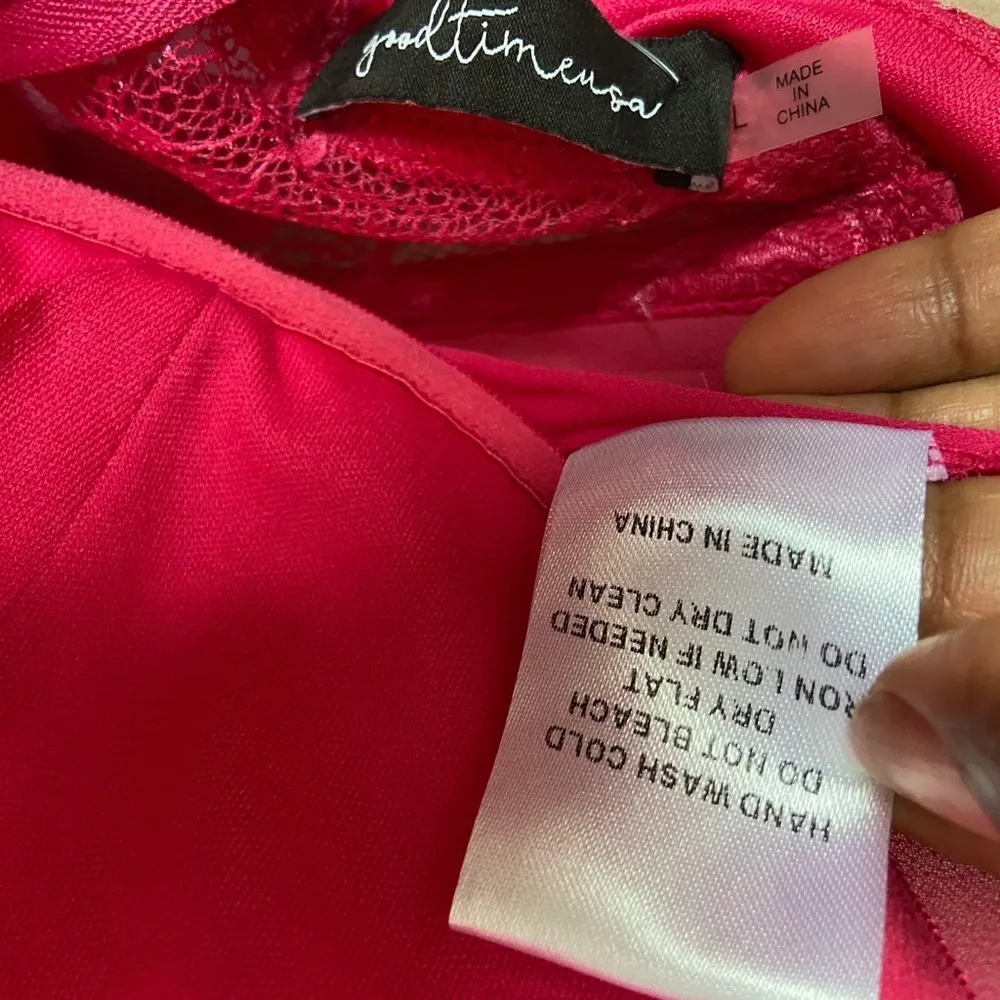 goodtimeusa
L
MADE
IN
CHINA
HAND WASH COLD
DO NOT BLEACH
DRY FLAT
IRON LOW IF NEEDED
DO NOT DRY CLEAN
MADE IN CHINA